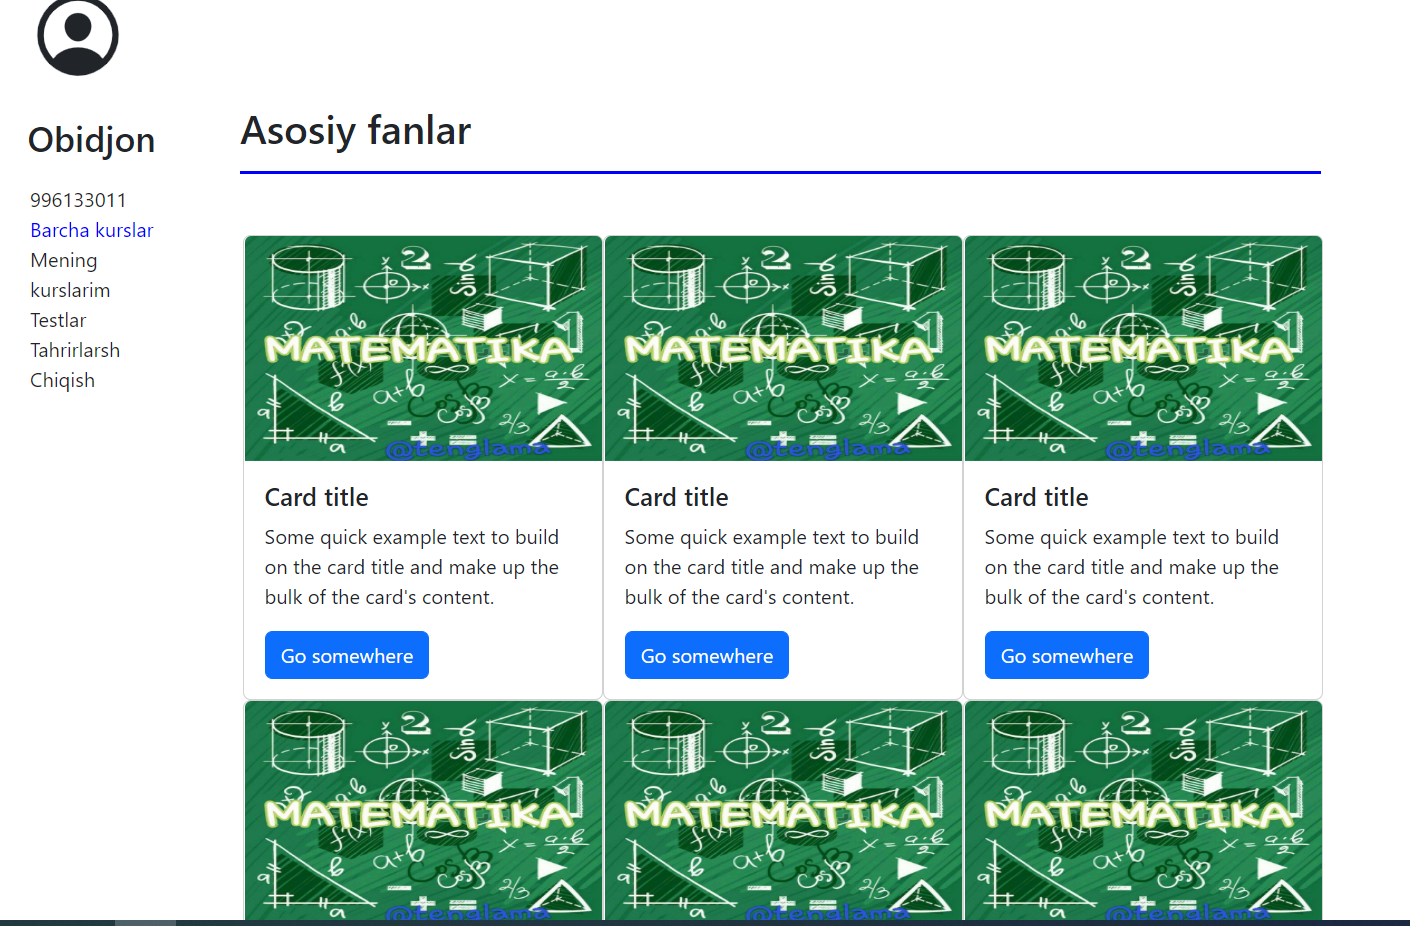 Obidjon
996133011
Barcha kurslar
Mening
kurslarim
Testlar
Tahrirlarsh
Chiqish
Asosiy fanlar
MATEMATIKA
@tenglama
MATEMATIKA
@tenglama
MATEMATIKA
@tenglama
Card title
Some quick example text to build
on the card title and make up the
bulk of the card's content.
Go somewhere
Card title
Some quick example text to build
on the card title and make up the
bulk of the card's content.
Go somewhere
Card title
Some quick example text to build
on the card title and make up the
bulk of the card's content.
Go somewhere
MATEMATIKA
@tenglama
MATEMATIKA
@tenglama
MATEMATIKA
@tenglama